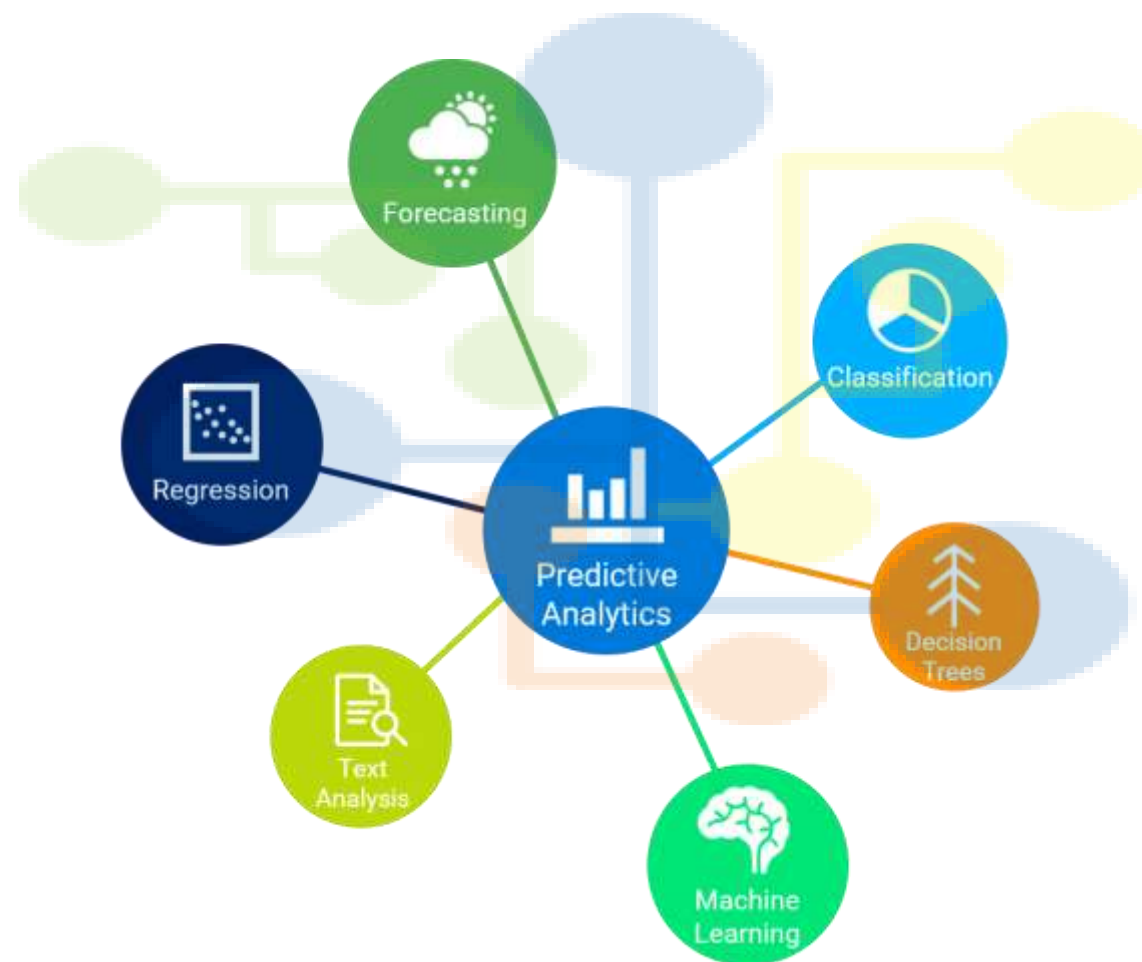 Forecasting
Classification
Regression
Predictive
Analytics
Decision
Trees
Text
Analysis
Machine
Learning